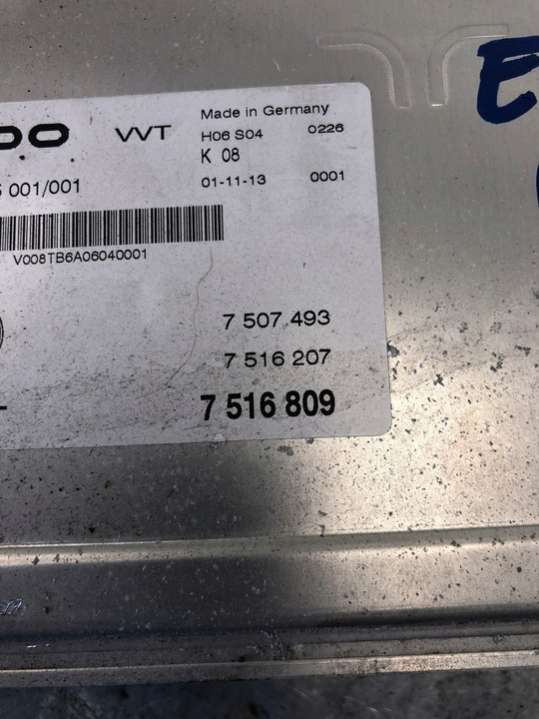 VVT
Made in Germany
H06 S04 0226
K 08
001/001
01-11-13 0001
V008TB6A06040001
7 507 493
7 516 207
7 516 809
E